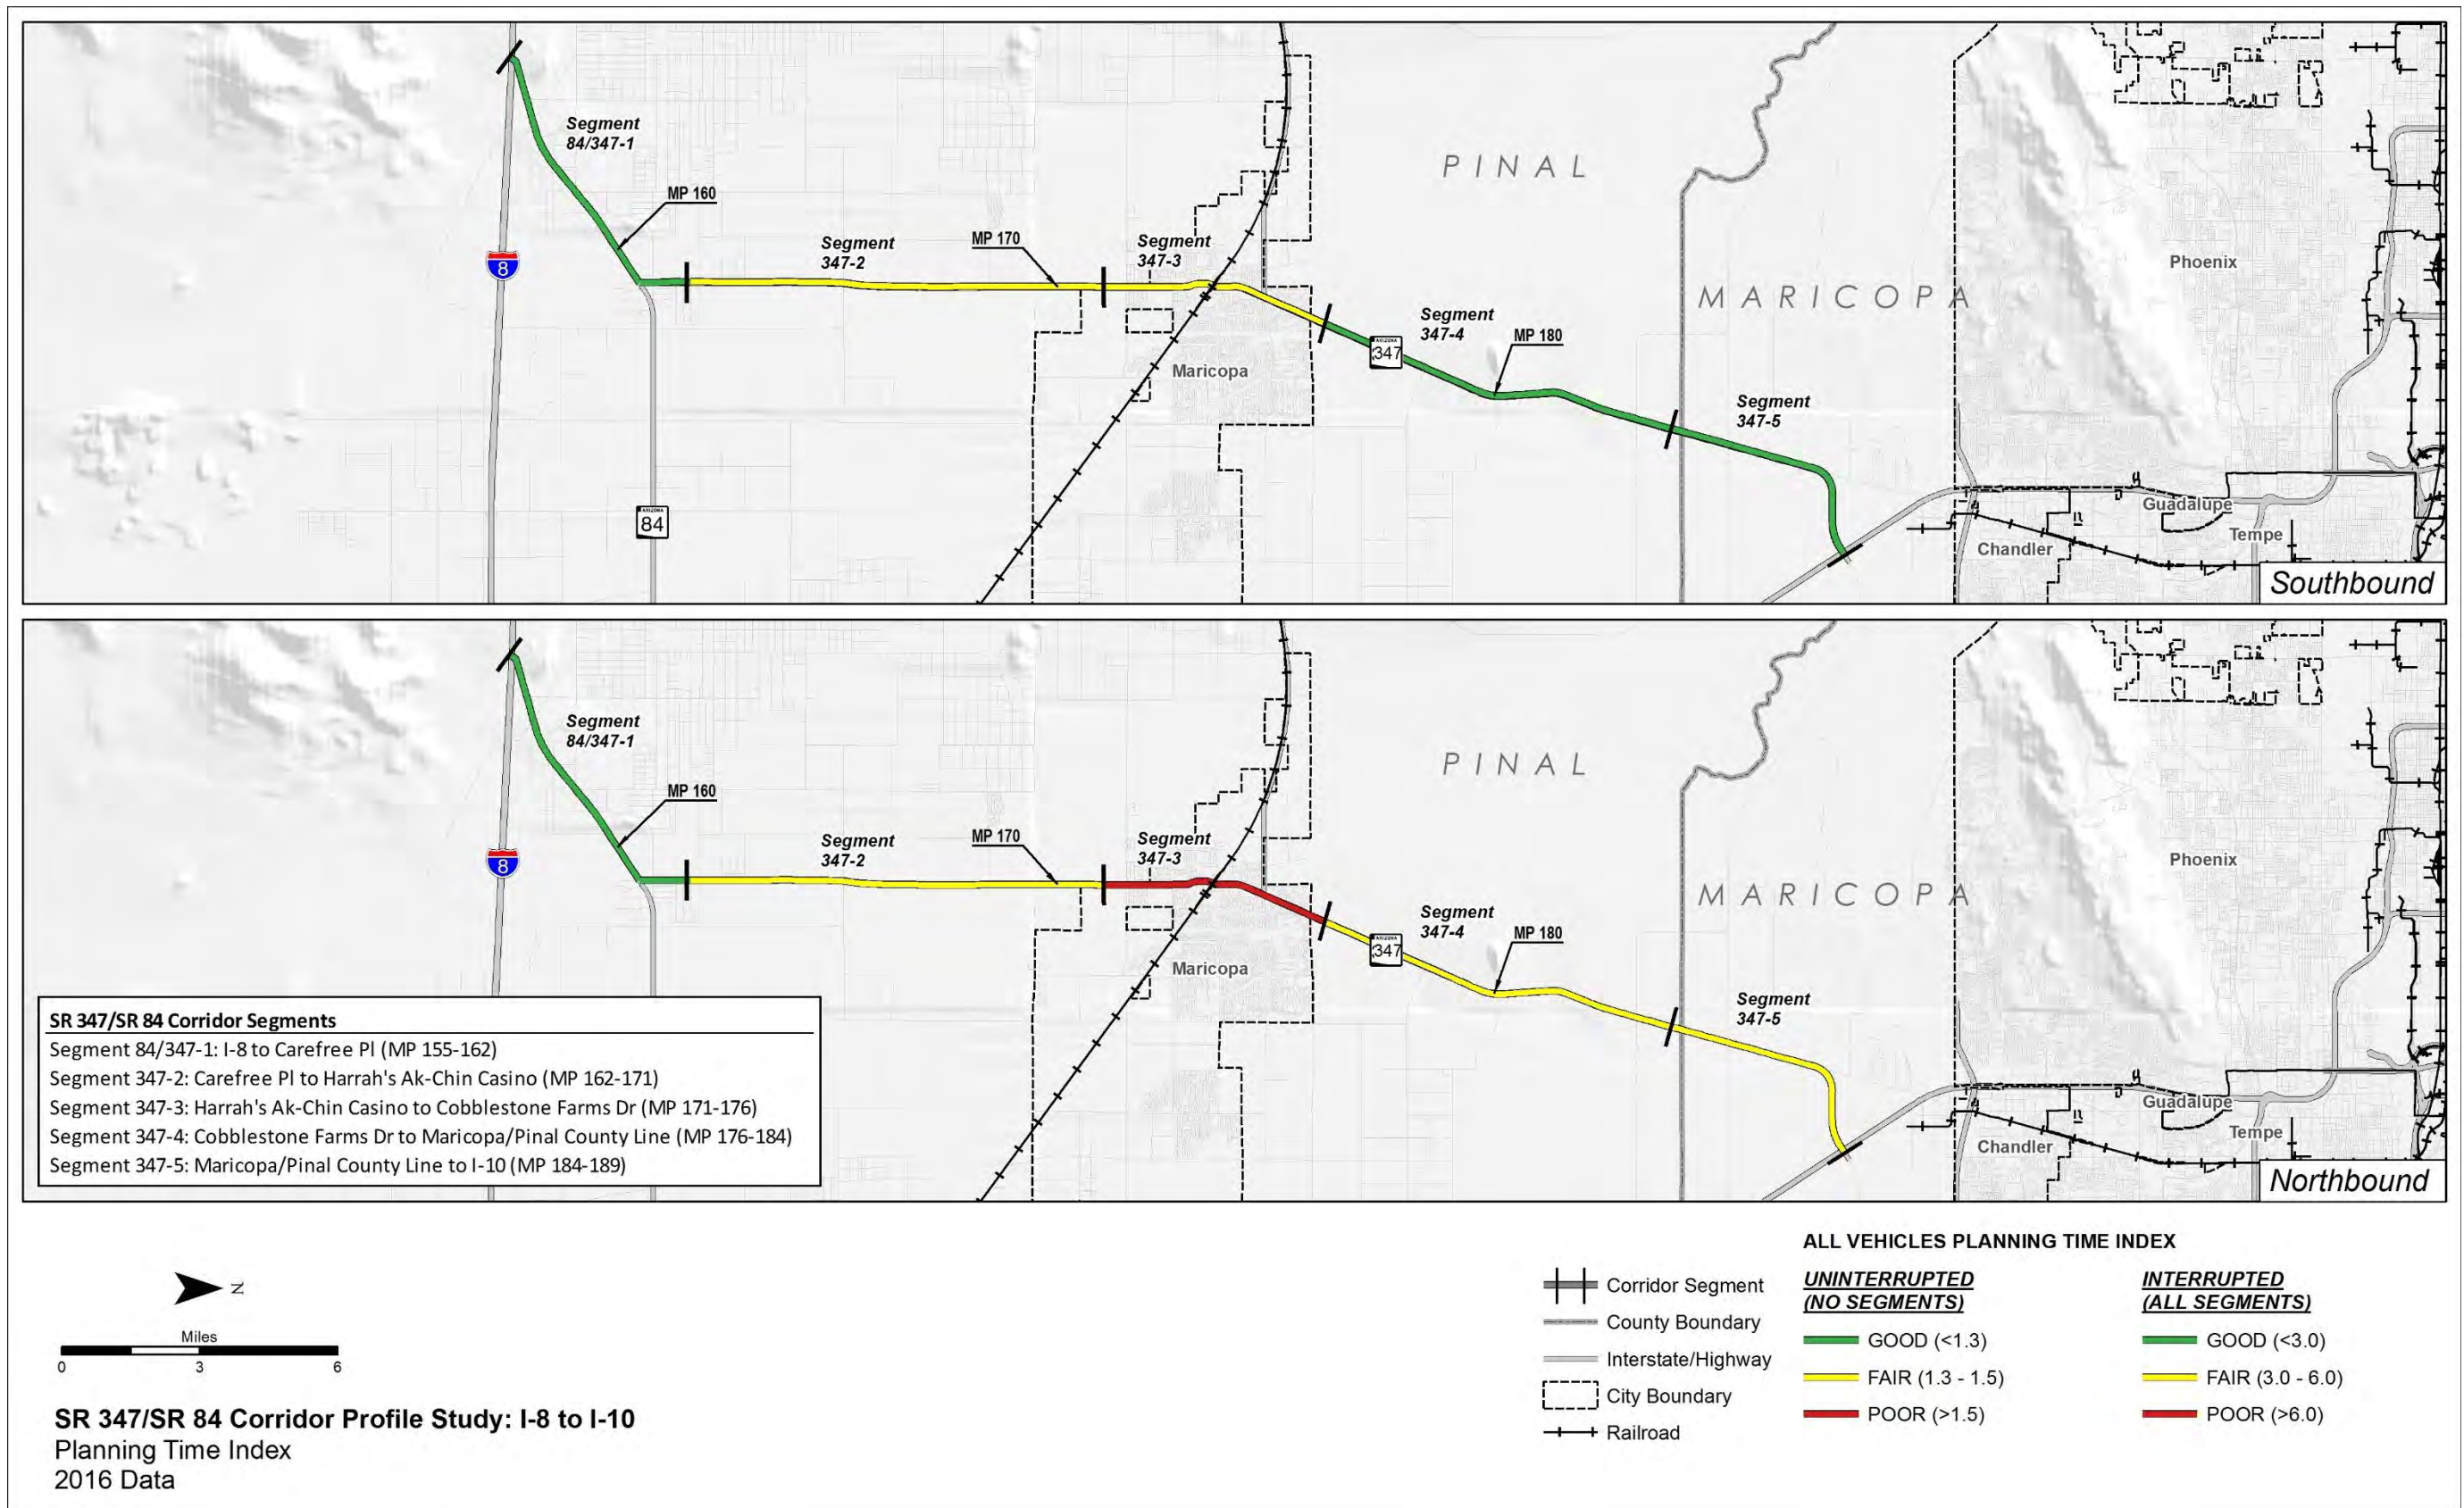 Segment
84/347-1
MP 160
Segment
347-2
MP 170
Segment
347-3
PINAL
MARICOPA
Phoenix
8
Segment
347-4
ARIZONA
347
MP 180
Maricopa
Segment
347-5
ARIZONA
84
Guadalupe
Tempe
Chandler
Southbound
Segment
84/347-1
MP 160
Segment
347-2
MP 170
Segment
347-3
PINAL
MARICOPA
Phoenix
8
Segment
347-4
ARIZONA
347
MP 180
Maricopa
Segment
347-5
Guadalupe
Tempe
Chandler
Northbound
SR 347/SR 84 Corridor Segments
Segment 84/347-1: I-8 to Carefree Pl (MP 155-162)
Segment 347-2: Carefree Pl to Harrah's Ak-Chin Casino (MP 162-171)
Segment 347-3: Harrah's Ak-Chin Casino to Cobblestone Farms Dr (MP 171-176)
Segment 347-4: Cobblestone Farms Dr to Maricopa/Pinal County Line (MP 176-184)
Segment 347-5: Maricopa/Pinal County Line to I-10 (MP 184-189)
N
Miles
0 3 6
SR 347/SR 84 Corridor Profile Study: I-8 to I-10
Planning Time Index
2016 Data
Corridor Segment
County Boundary
Interstate/Highway
City Boundary
Railroad
ALL VEHICLES PLANNING TIME INDEX
UNINTERRUPTED
(NO SEGMENTS)
GOOD (<1.3)
FAIR (1.3 - 1.5)
POOR (>1.5)
INTERRUPTED
(ALL SEGMENTS)
GOOD (<3.0)
FAIR (3.0 - 6.0)
POOR (>6.0)